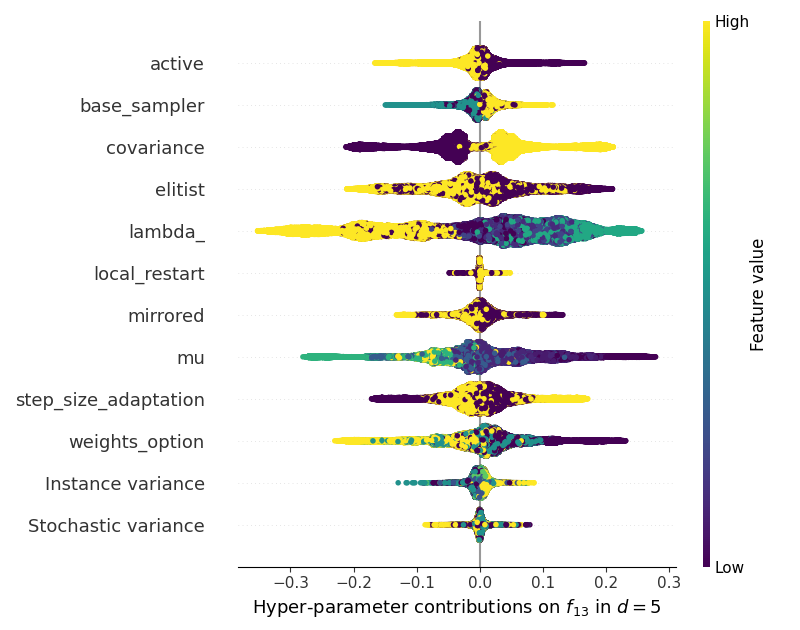 High
active
base_sampler
covariance
elitist
lambda_
local_restart
mirrored
mu
step_size_adaptation
weights_option
Instance variance
Stochastic variance
Feature value
Low
−0.3 −0.2 −0.1 0.0 0.1 0.2 0.3
Hyper-parameter contributions on f₁₃ in d = 5